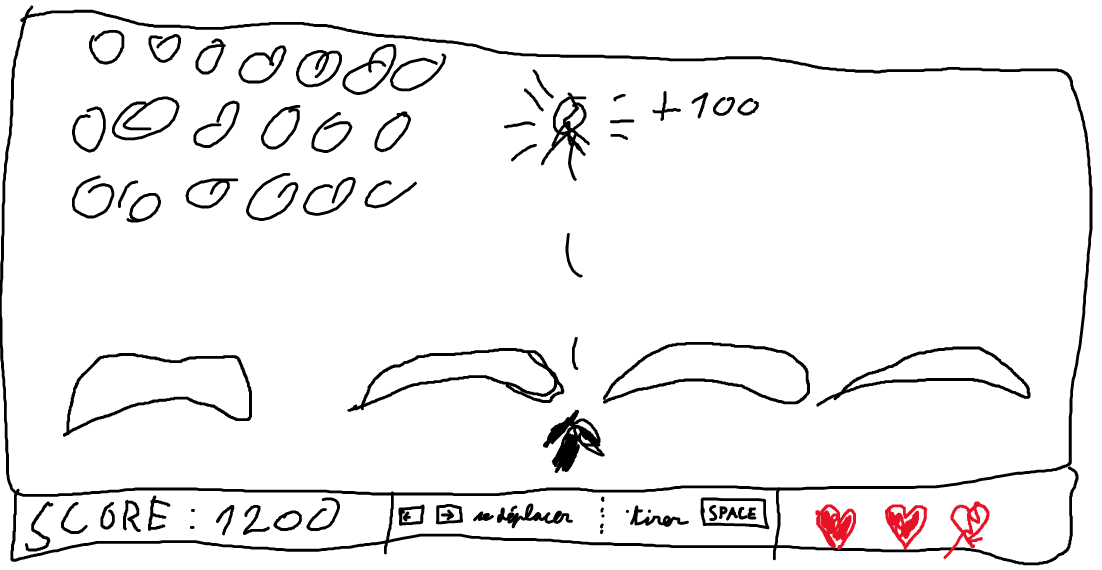 +100
SCORE : 1200
← → se déplacer
tirer SPACE